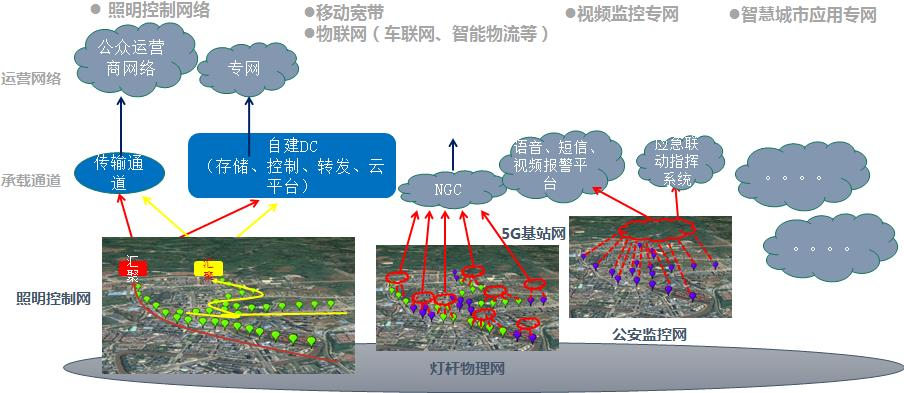 照明控制网络
移动宽带
物联网（车联网、智能物流等）
视频监控专网
智慧城市应用专网
运营网络
公众运营
商网络
专网
承载通道
传输通
道
自建DC
（存储、控制、转发、云
平台）
NGC
语音、短信、
视频报警平
台
应急联
动指挥
系统
。。。。
。。。。
5G基站网
汇
聚
汇
聚
照明控制网
公安监控网
灯杆物理网